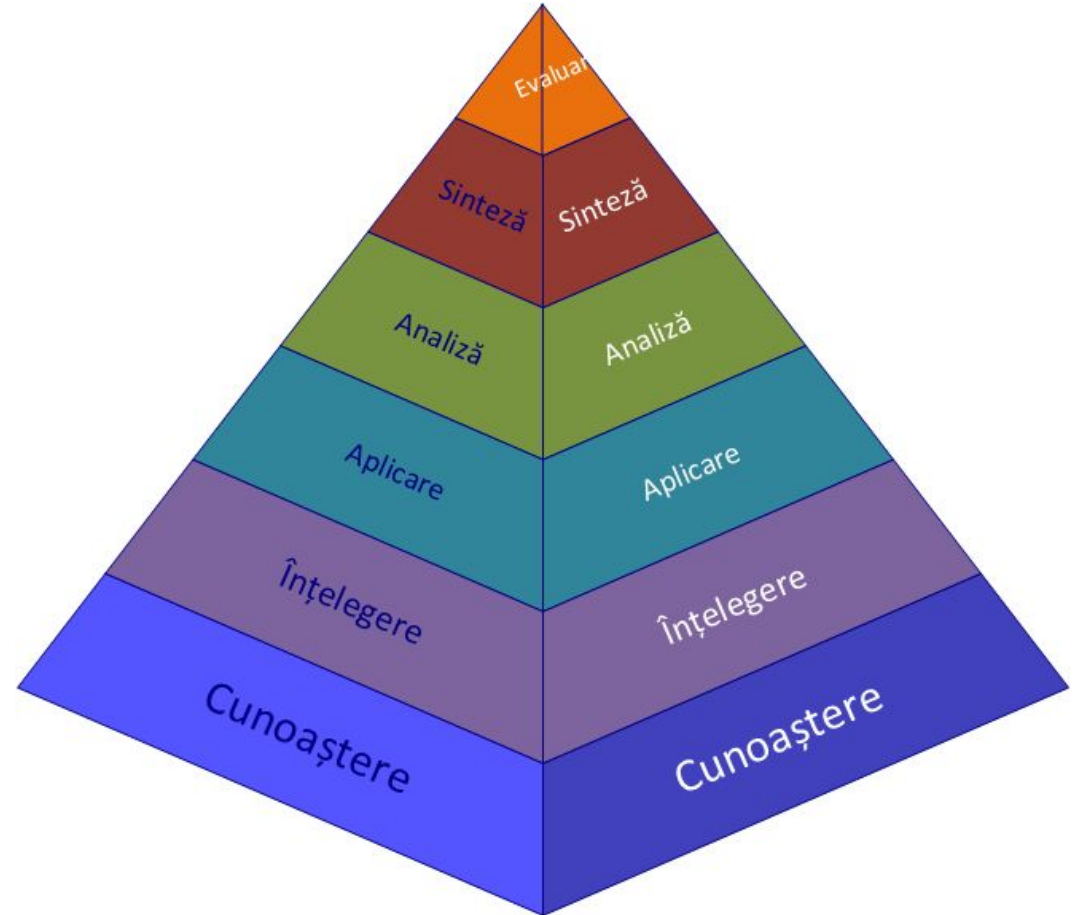 Evaluar
Sinteză
Sinteză
Analiză
Analiză
Aplicare
Aplicare
Înțelegere
Înțelegere
Cunoaștere
Cunoaștere